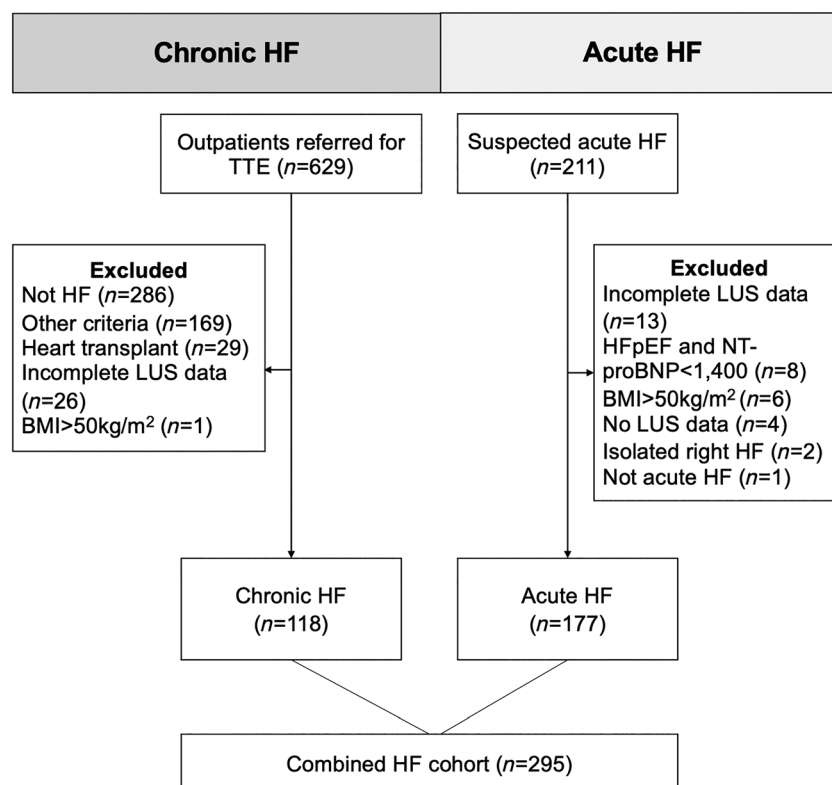 Chronic HF
Acute HF
Outpatients referred for
TTE (n=629)
Suspected acute HF
(n=211)
Excluded
Not HF (n=286)
Other criteria (n=169)
Heart transplant (n=29)
Incomplete LUS data
(n=26)
BMI>50kg/m² (n=1)
Excluded
Incomplete LUS data
(n=13)
HFpEF and NT-
proBNP<1,400 (n=8)
BMI>50kg/m² (n=6)
No LUS data (n=4)
Isolated right HF (n=2)
Not acute HF (n=1)
Chronic HF
(n=118)
Acute HF
(n=177)
Combined HF cohort (n=295)